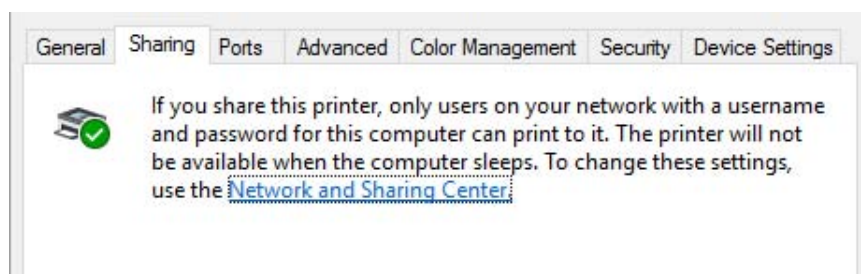 General Sharing Ports Advanced Color Management Security Device Settings
If you share this printer, only users on your network with a username
and password for this computer can print to it. The printer will not
be available when the computer sleeps. To change these settings,
use the Network and Sharing Center.